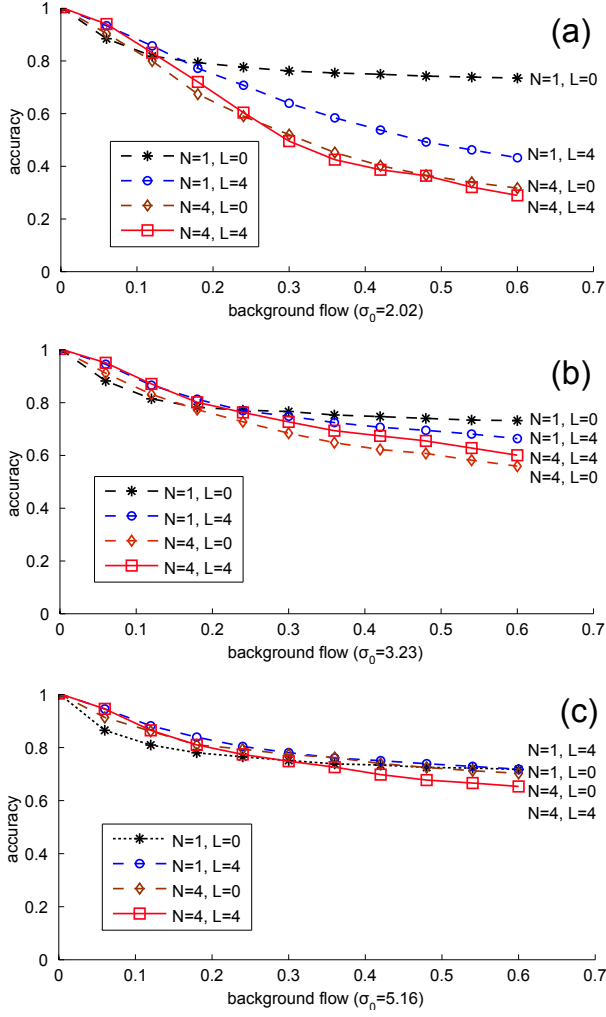 (a)
1
0.8
0.6
0.4
0.2
0
accuracy
N=1, L=0
N=1, L=4
N=4, L=0
N=4, L=4
N=1, L=0
N=1, L=4
N=4, L=0
N=4, L=4
0 0.1 0.2 0.3 0.4 0.5 0.6 0.7
background flow (σ₀=2.02)
(b)
1
0.8
0.6
0.4
0.2
0
accuracy
N=1, L=0
N=1, L=4
N=4, L=4
N=4, L=0
N=1, L=0
N=1, L=4
N=4, L=0
N=4, L=4
0 0.1 0.2 0.3 0.4 0.5 0.6 0.7
background flow (σ₀=3.23)
(c)
1
0.8
0.6
0.4
0.2
0
accuracy
N=1, L=4
N=1, L=0
N=4, L=0
N=4, L=4
N=1, L=0
N=1, L=4
N=4, L=0
N=4, L=4
0 0.1 0.2 0.3 0.4 0.5 0.6 0.7
background flow (σ₀=5.16)